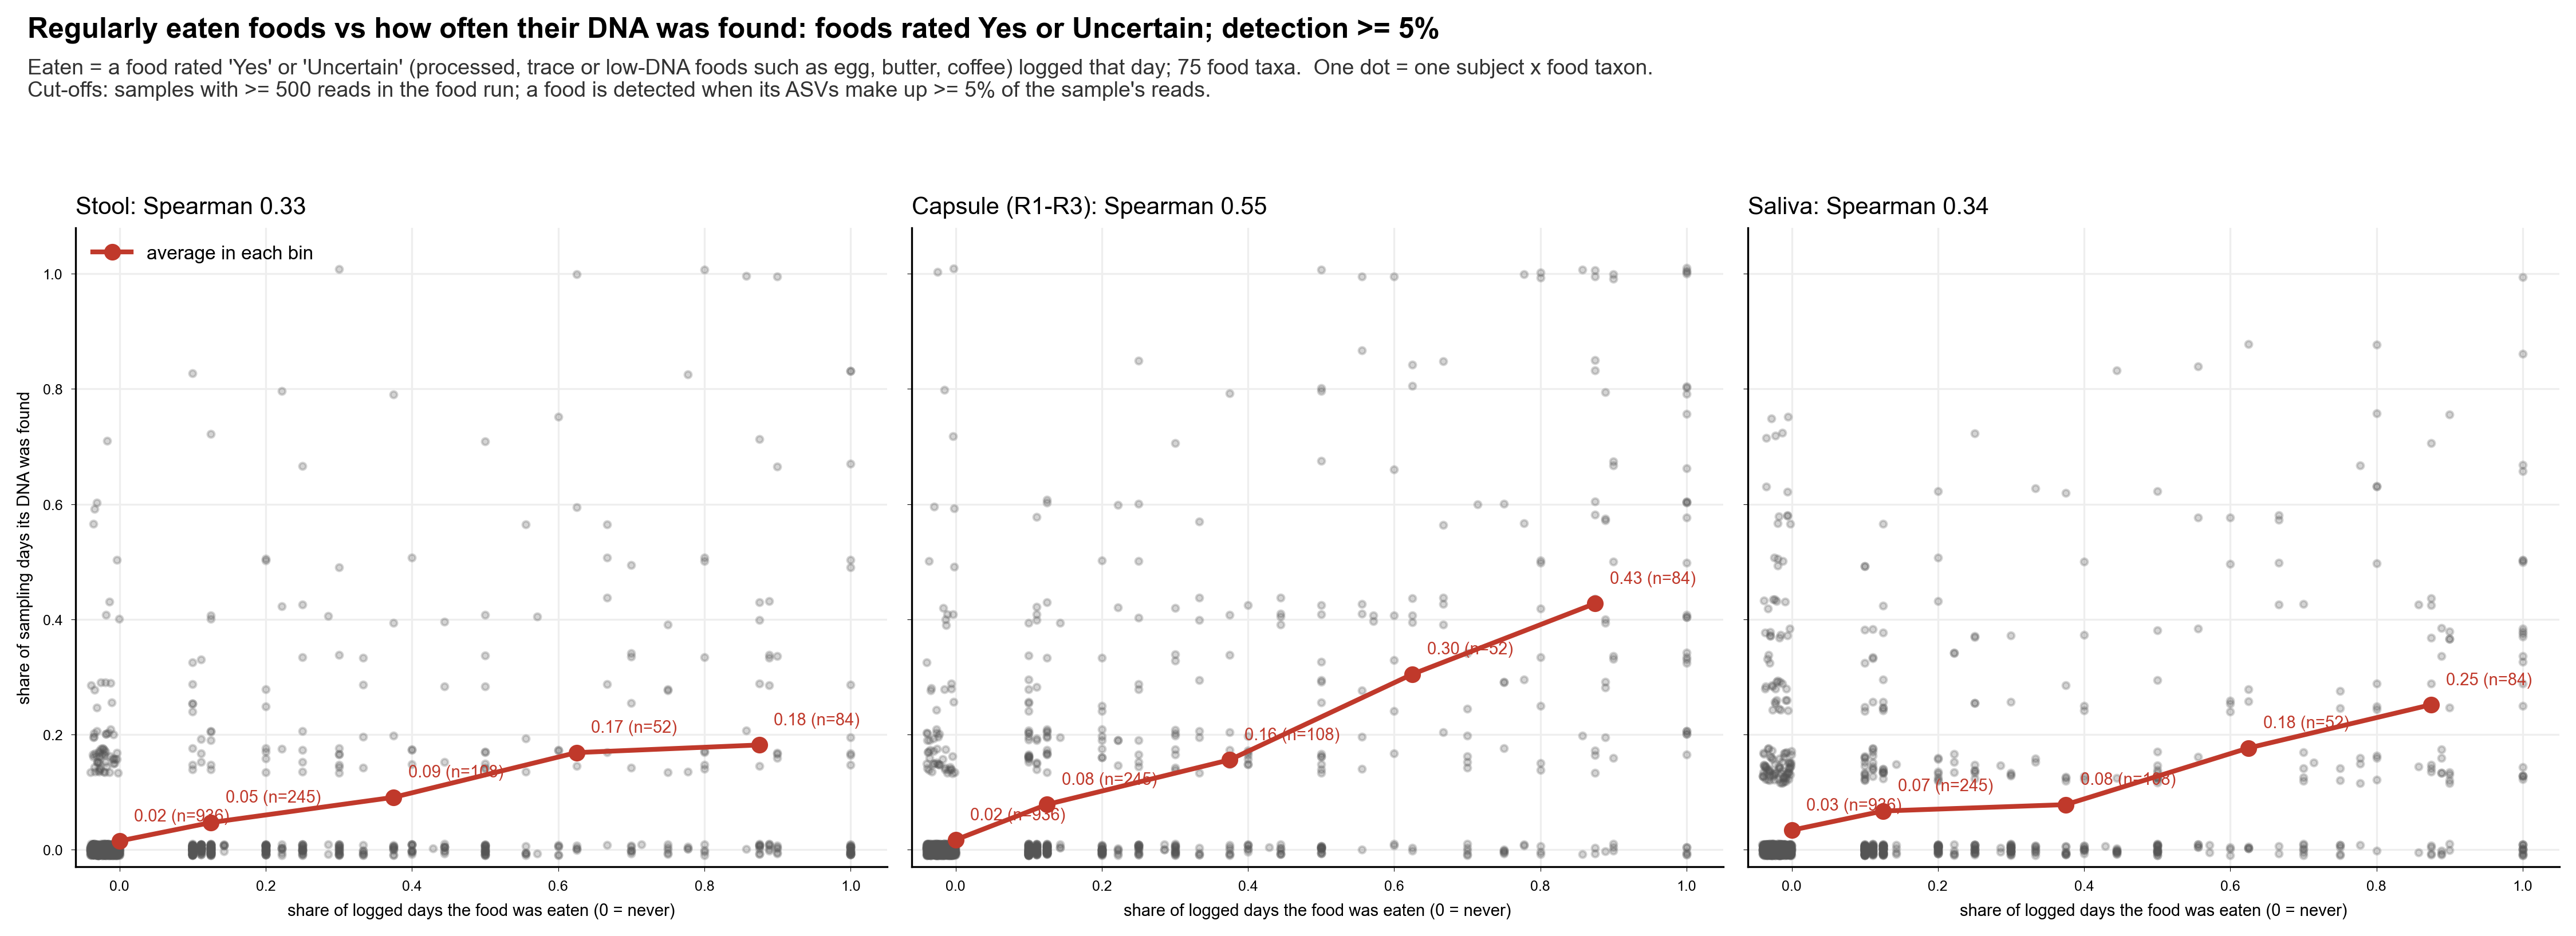 Regularly eaten foods vs how often their DNA was found: foods rated Yes or Uncertain; detection >= 5%
Eaten = a food rated 'Yes' or 'Uncertain' (processed, trace or low-DNA foods such as egg, butter, coffee) logged that day; 75 food taxa.  One dot = one subject x food taxon.
Cut-offs: samples with >= 500 reads in the food run; a food is detected when its ASVs make up >= 5% of the sample's reads.
Stool: Spearman 0.33
average in each bin
share of sampling days its DNA was found
1.0
0.8
0.6
0.4
0.2
0.0
0.02 (n=936)
0.05 (n=245)
0.09 (n=108)
0.17 (n=52)
0.18 (n=84)
0.0 0.2 0.4 0.6 0.8 1.0
share of logged days the food was eaten (0 = never)
Capsule (R1-R3): Spearman 0.55
0.02 (n=936)
0.08 (n=245)
0.16 (n=108)
0.30 (n=52)
0.43 (n=84)
0.0 0.2 0.4 0.6 0.8 1.0
share of logged days the food was eaten (0 = never)
Saliva: Spearman 0.34
0.03 (n=936)
0.07 (n=245)
0.08 (n=108)
0.18 (n=52)
0.25 (n=84)
0.0 0.2 0.4 0.6 0.8 1.0
share of logged days the food was eaten (0 = never)